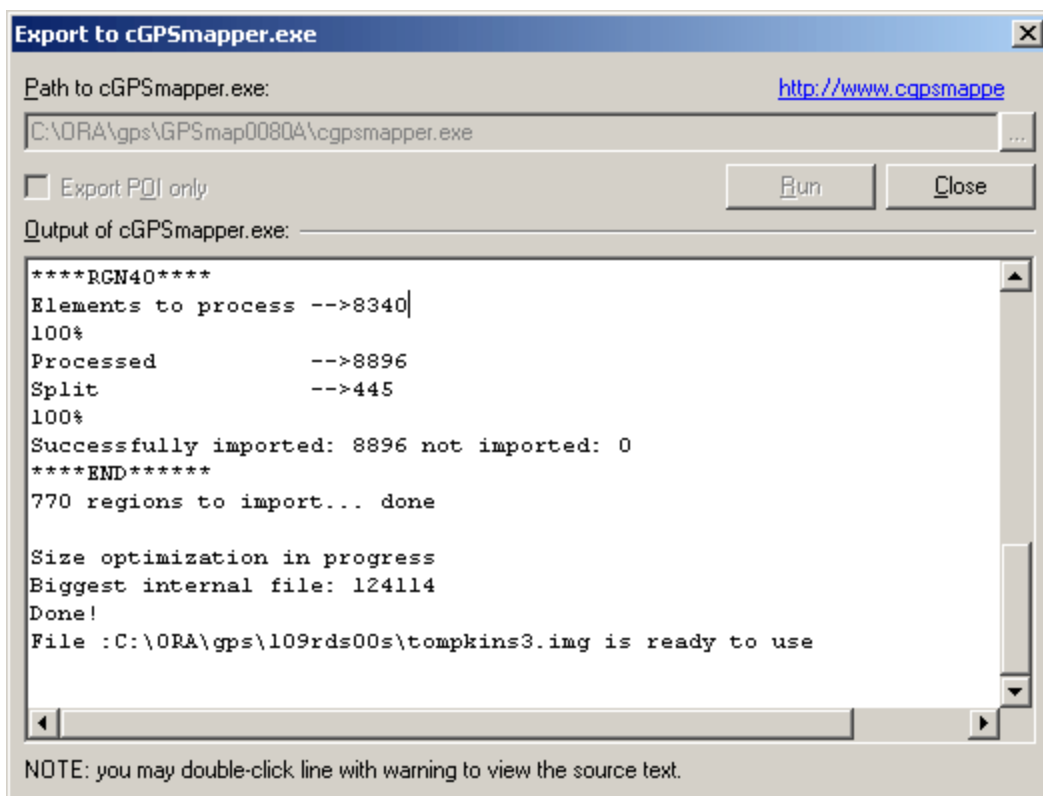 Export to cGPSmapper.exe
Path to cGPSmapper.exe:
http://www.cgpsmappe
C:\ORA\gps\GPSmap0080A\cgpsmapper.exe
...
Export POI only
Run
Close
Output of cGPSmapper.exe:
****RGN40****
Elements to process -->8340
100%
Processed -->8896
Split -->445
100%
Successfully imported: 8896 not imported: 0
****END******
770 regions to import... done
Size optimization in progress
Biggest internal file: 124114
Done!
File :C:\ORA\gps\l09rds00s\tompkins3.img is ready to use
NOTE: you may double-click line with warning to view the source text.